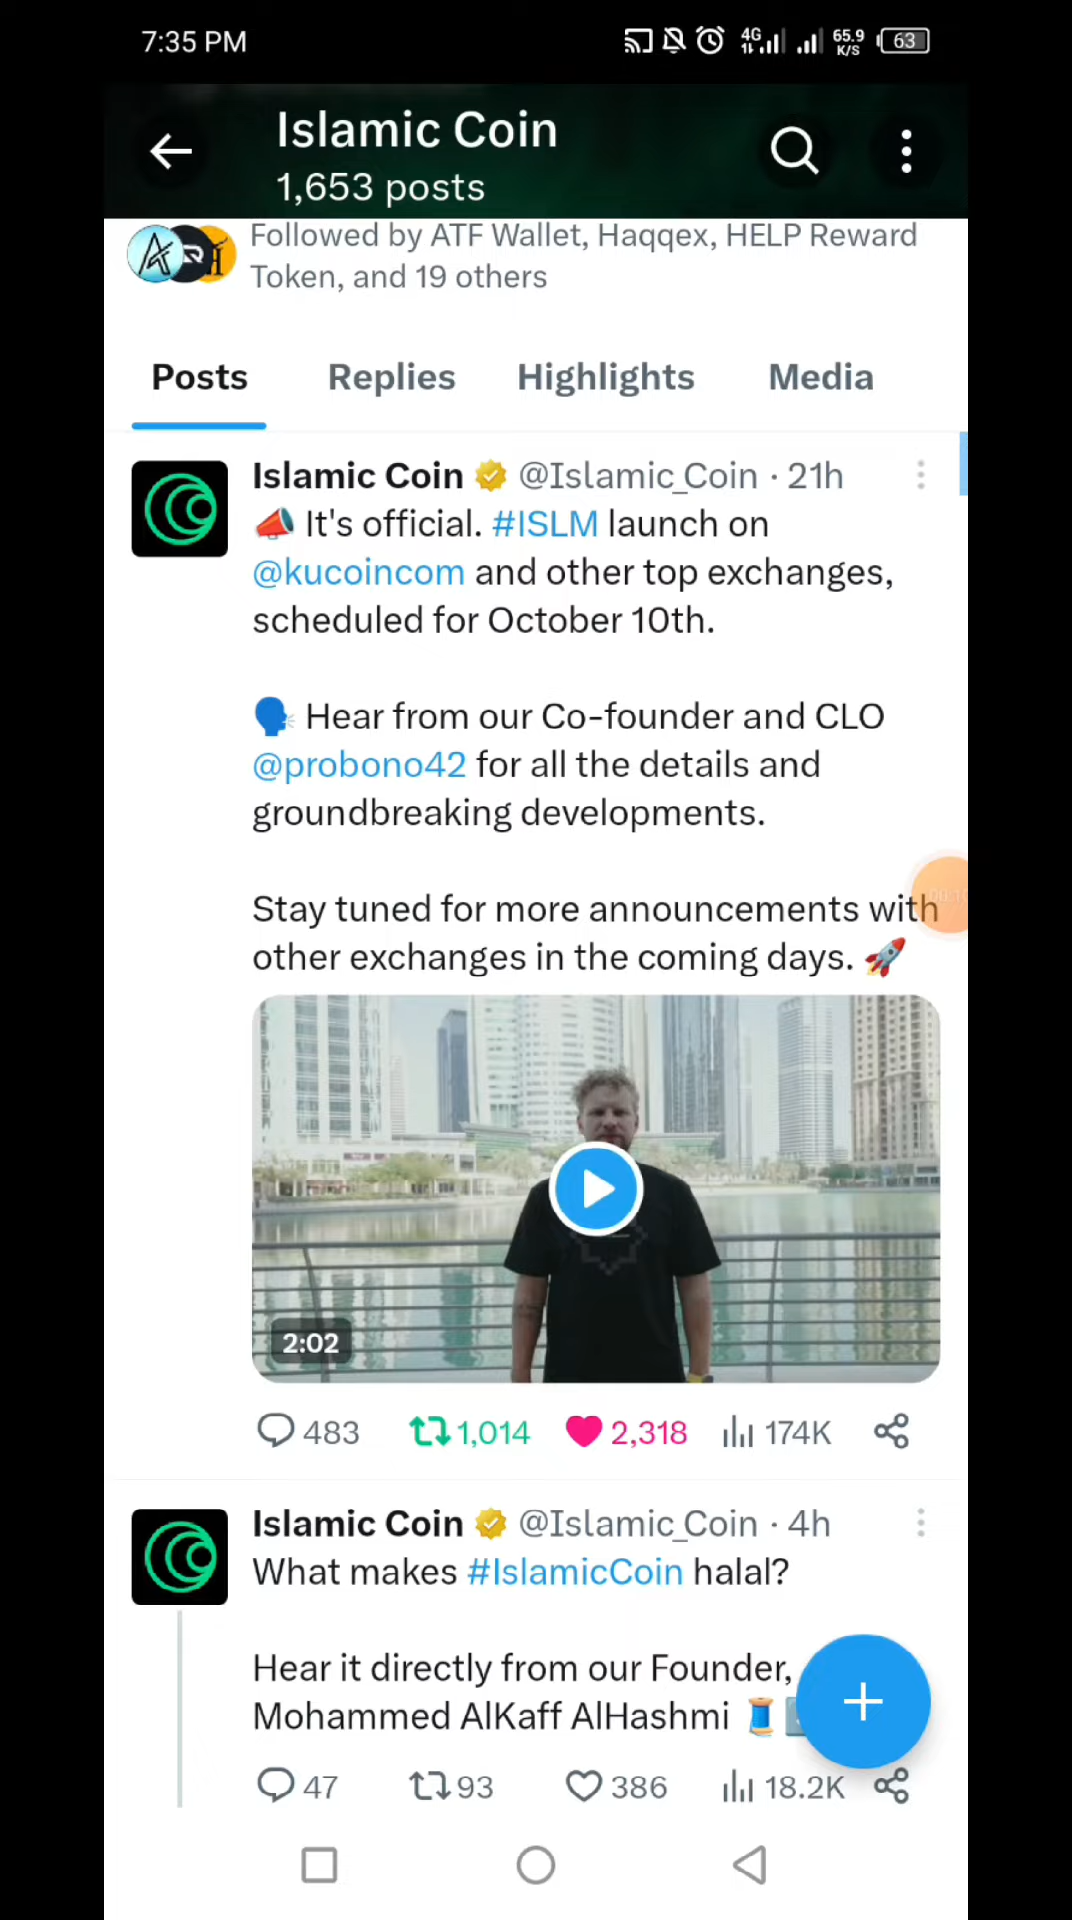 7:35 PM
4G
65.9
K/S
63
Islamic Coin
1,653 posts
Followed by ATF Wallet, Haqqex, HELP Reward
Token, and 19 others
Posts Replies Highlights Media
Islamic Coin @Islamic_Coin · 21h
📣 It's official. #ISLM launch on
@kucoincom and other top exchanges,
scheduled for October 10th.
🗣 Hear from our Co-founder and CLO
@probono42 for all the details and
groundbreaking developments.
Stay tuned for more announcements with
other exchanges in the coming days. 🚀
2:02
483 1,014 2,318 174K
Islamic Coin @Islamic_Coin · 4h
What makes #IslamicCoin halal?
Hear it directly from our Founder,
Mohammed AlKaff AlHashmi 🧵
47 93 386 18.2K